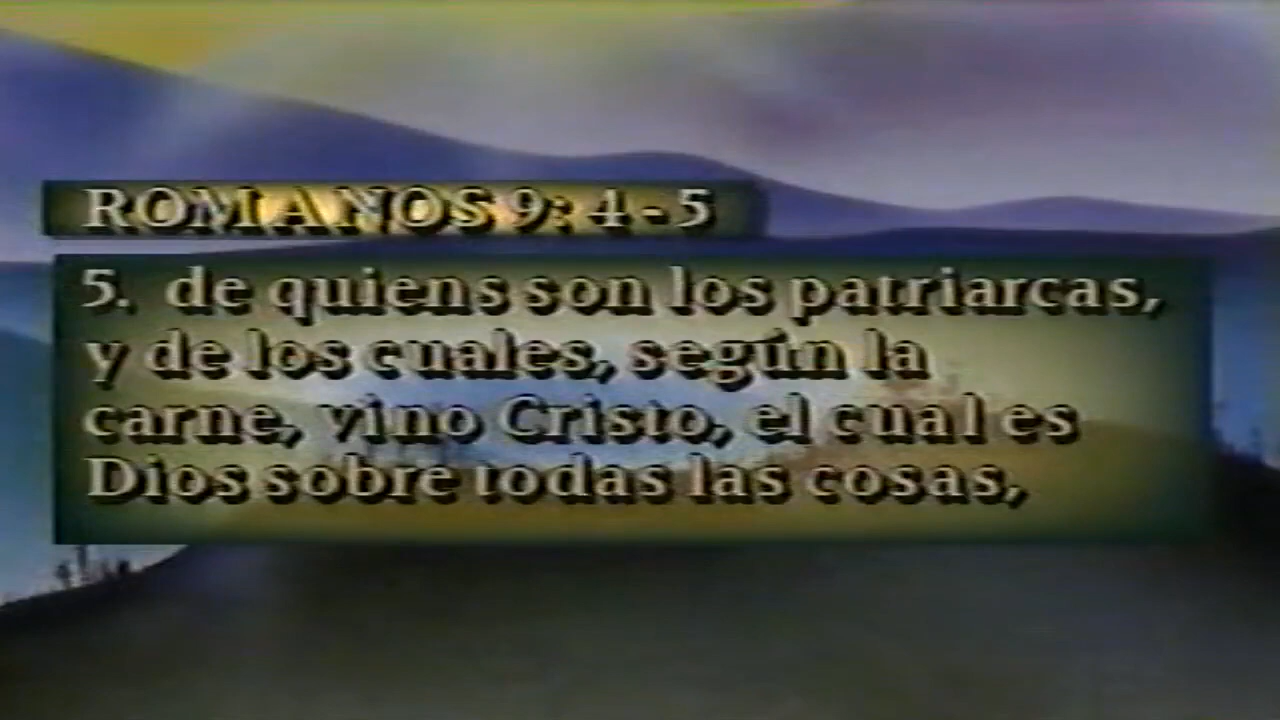 ROMANOS 9: 4-5
5. de quiens son los patriarcas,
y de los cuales, según la
carne, vino Cristo, el cual es
Dios sobre todas las cosas,